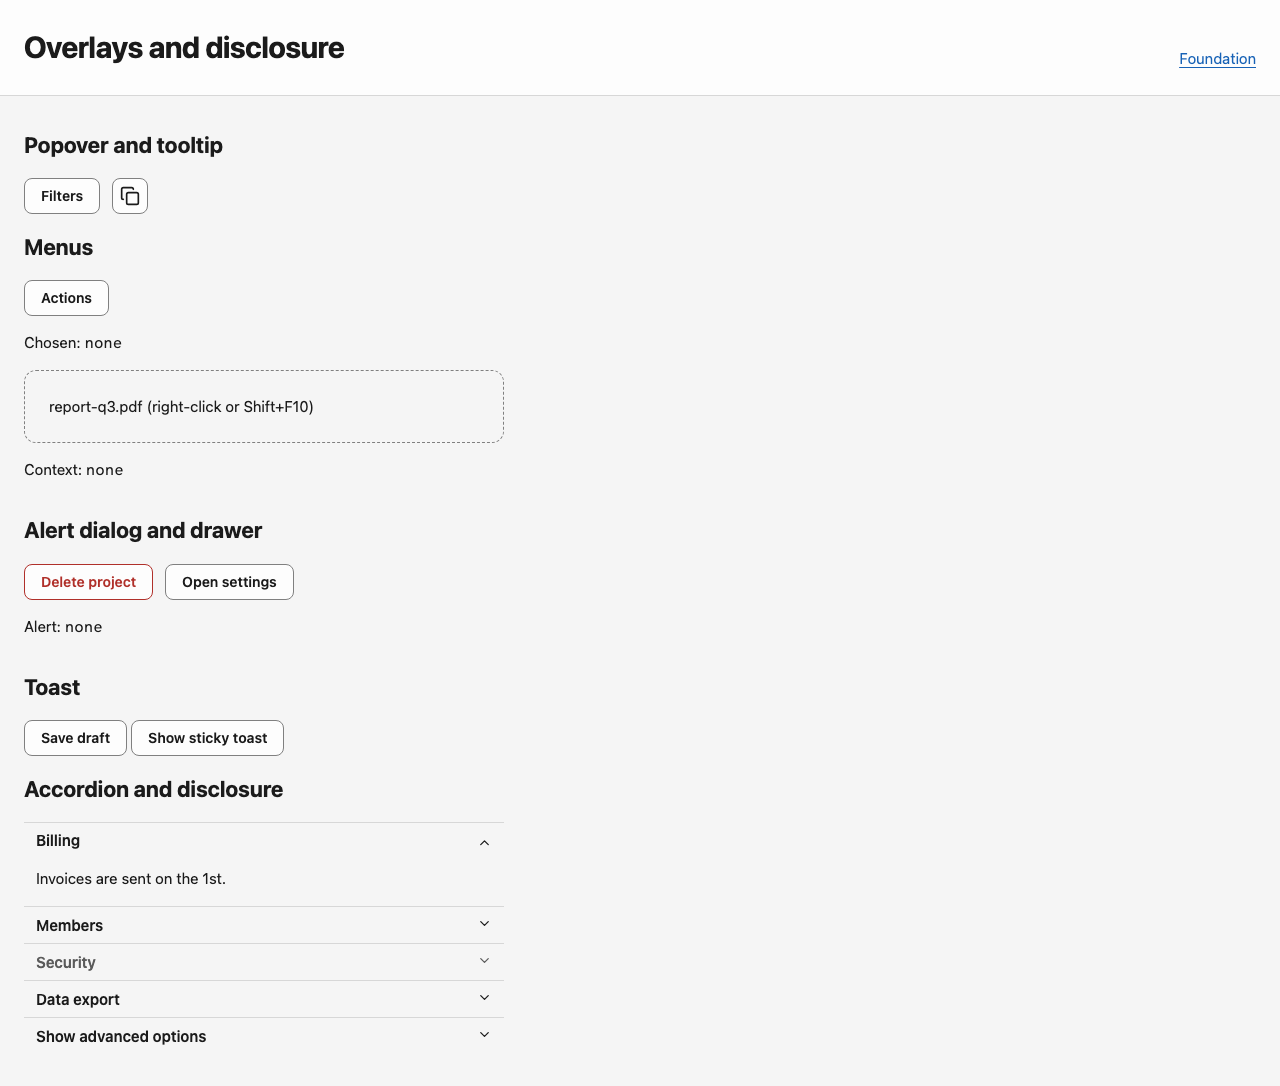 Overlays and disclosure
Foundation
Popover and tooltip
Filters
Menus
Actions
Chosen: none
report-q3.pdf (right-click or Shift+F10)
Context: none
Alert dialog and drawer
Delete project
Open settings
Alert: none
Toast
Save draft
Show sticky toast
Accordion and disclosure
Billing
Invoices are sent on the 1st.
Members
Security
Data export
Show advanced options